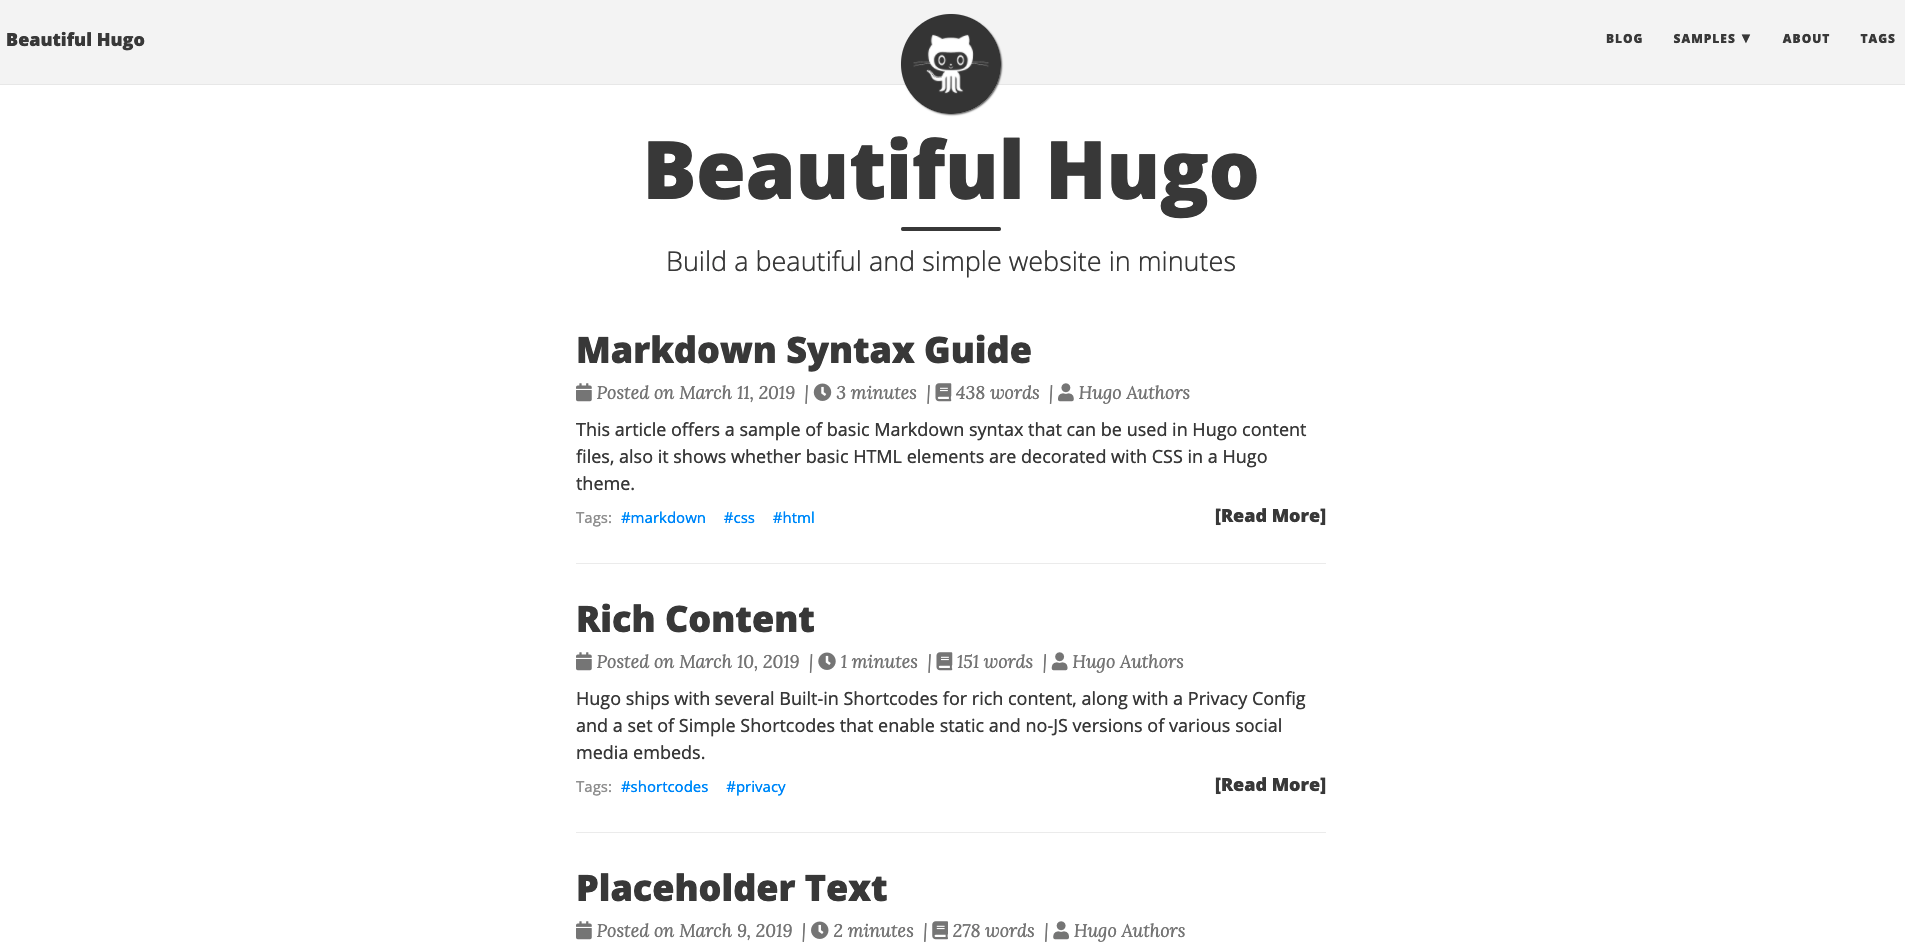 Beautiful Hugo
BLOG SAMPLES ▼ ABOUT TAGS
Beautiful Hugo
Build a beautiful and simple website in minutes
Markdown Syntax Guide
Posted on March 11, 2019 | 3 minutes | 438 words | Hugo Authors
This article offers a sample of basic Markdown syntax that can be used in Hugo content
files, also it shows whether basic HTML elements are decorated with CSS in a Hugo
theme.
Tags: #markdown #css #html [Read More]
Rich Content
Posted on March 10, 2019 | 1 minutes | 151 words | Hugo Authors
Hugo ships with several Built-in Shortcodes for rich content, along with a Privacy Config
and a set of Simple Shortcodes that enable static and no-JS versions of various social
media embeds.
Tags: #shortcodes #privacy [Read More]
Placeholder Text
Posted on March 9, 2019 | 2 minutes | 278 words | Hugo Authors